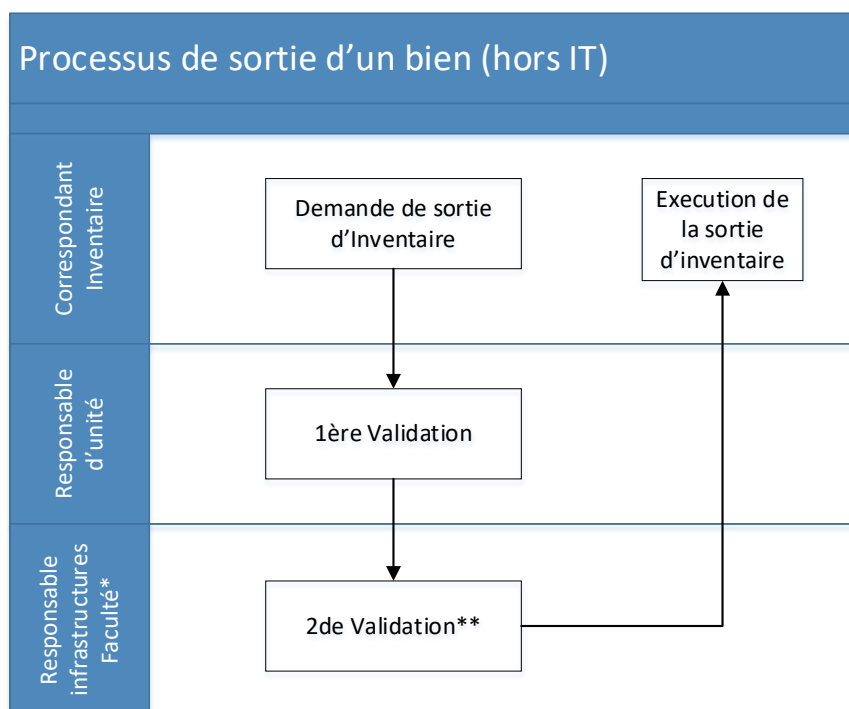 Processus de sortie d’un bien (hors IT)
Correspondant
Inventaire
Demande de sortie
d’Inventaire
Execution de
la sortie
d’inventaire
Responsable
d’unité
1ère Validation
Responsable
infrastructures
Faculté*
2de Validation**